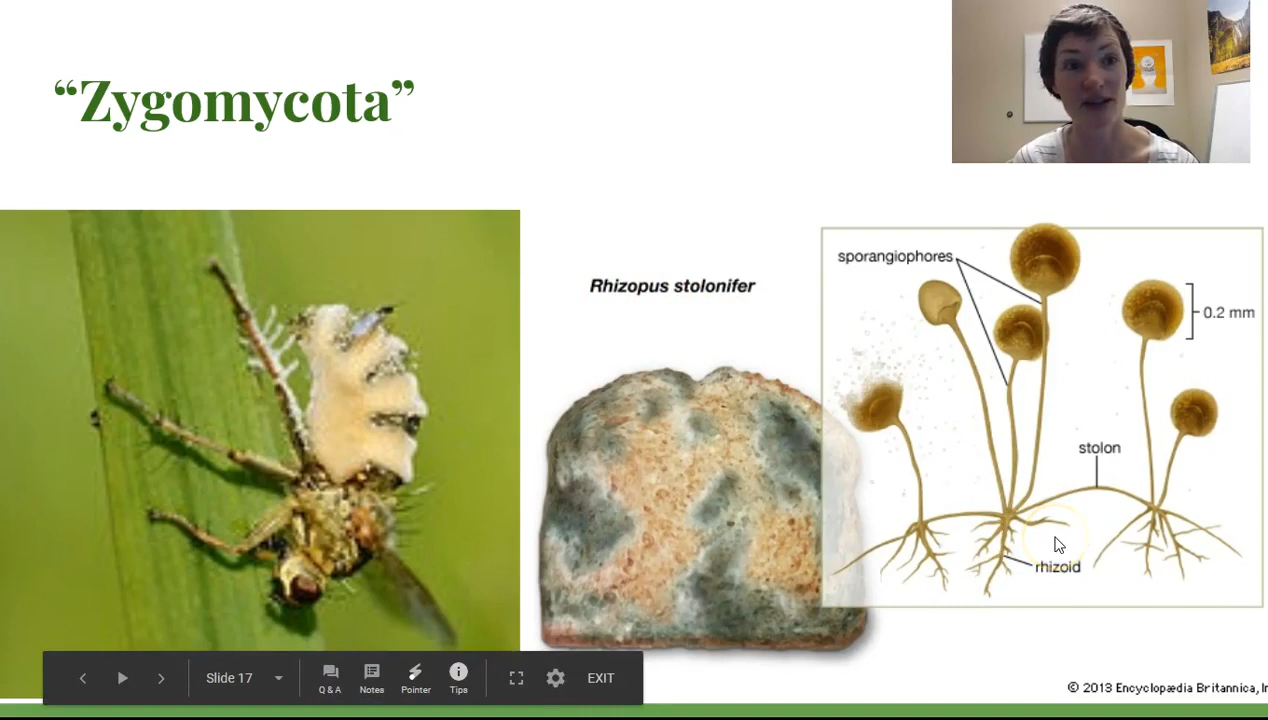 “Zygomycota”
Rhizopus stolonifer
sporangiophores
0.2 mm
stolon
rhizoid
Slide 17
Q & A
Notes
Pointer
Tips
EXIT
© 2013 Encyclopædia Britannica, In